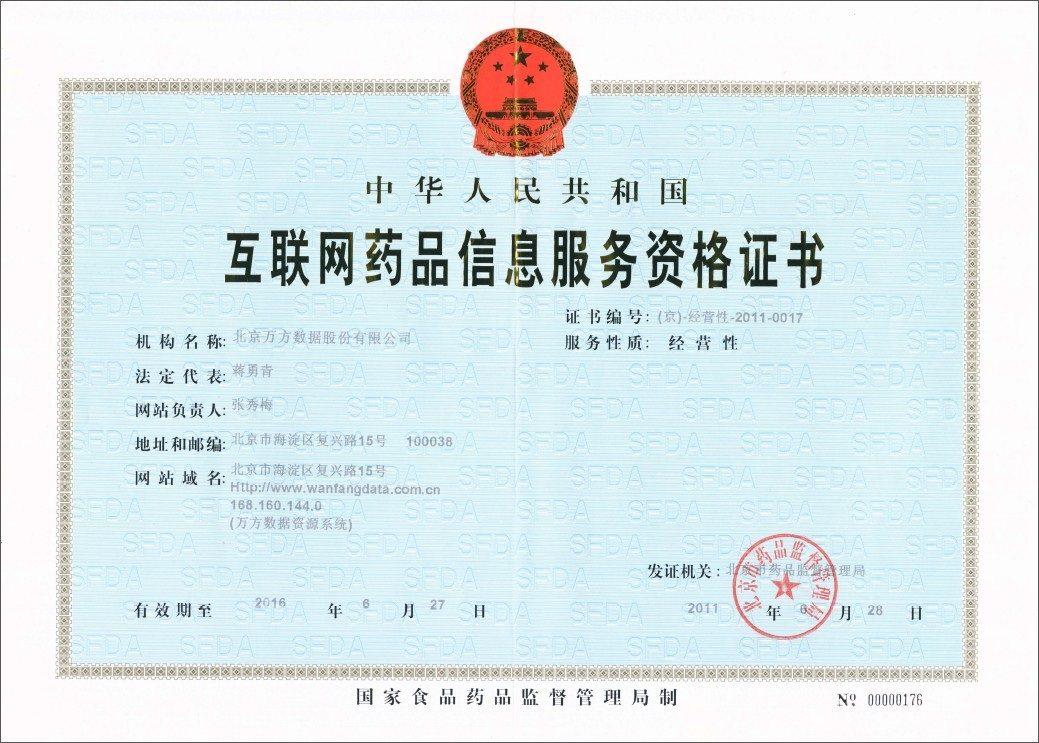 中华人民共和国
互联网药品信息服务资格证书
证书编号: (京)-经营性-2011-0017
服务性质: 经营性
机构名称: 北京万方数据股份有限公司
法定代表: 蒋勇青
网站负责人: 张秀梅
地址和邮编: 北京市海淀区复兴路15号 100038
网站域名: 北京市海淀区复兴路15号
Http://www.wanfangdata.com.cn
168.160.144.0
(万方数据资源系统)
发证机关: 北京市药品监督管理局
北京市药品监督管理局
有效期至 2016 年 6 月 27 日
2011 年 6 月 28 日
国家食品药品监督管理局制
№ 00000176
SFDA